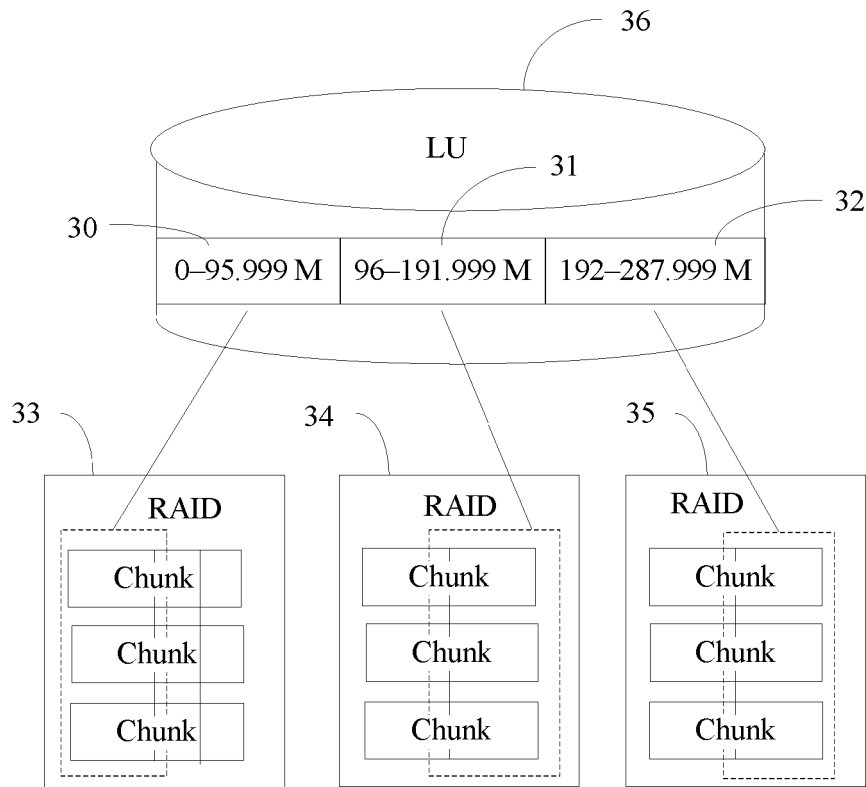 36
LU
31
30
32
0–95.999 M
96–191.999 M
192–287.999 M
33
34
35
RAID
RAID
RAID
Chunk
Chunk
Chunk
Chunk
Chunk
Chunk
Chunk
Chunk
Chunk